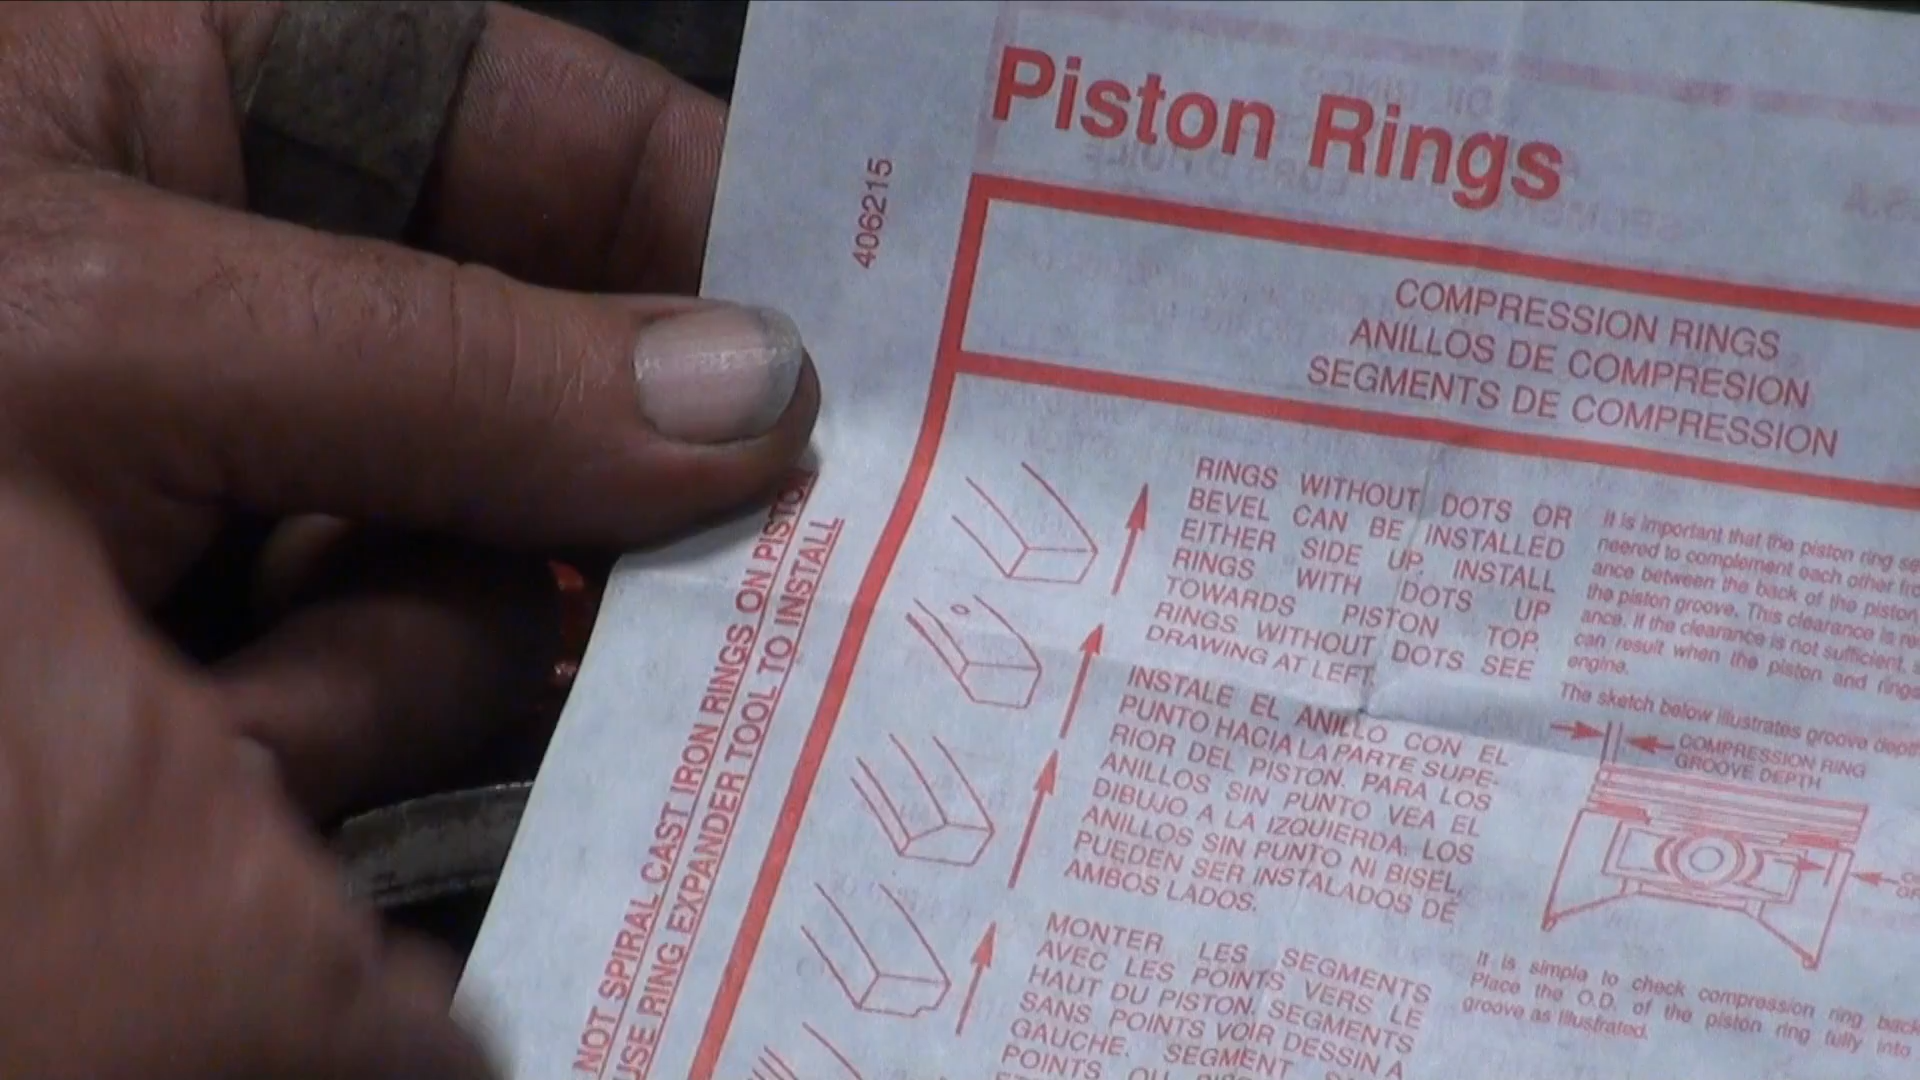 Piston Rings
406215
COMPRESSION RINGS
ANILLOS DE COMPRESION
SEGMENTS DE COMPRESSION
NOT SPIRAL CAST IRON RINGS ON PISTON
USE RING EXPANDER TOOL TO INSTALL
RINGS WITHOUT DOTS OR
BEVEL CAN BE INSTALLED
EITHER SIDE UP. INSTALL
RINGS WITH DOTS UP
TOWARDS PISTON TOP.
RINGS WITHOUT DOTS SEE
DRAWING AT LEFT.
INSTALE EL ANILLO CON EL
PUNTO HACIA LA PARTE SUPE-
RIOR DEL PISTON. PARA LOS
ANILLOS SIN PUNTO VEA EL
DIBUJO A LA IZQUIERDA. LOS
ANILLOS SIN PUNTO NI BISEL,
PUEDEN SER INSTALADOS DE
AMBOS LADOS.
MONTER LES SEGMENTS
AVEC LES POINTS VERS LE
HAUT DU PISTON. SEGMENTS
SANS POINTS VOIR DESSIN A
GAUCHE. SEGMENT
POINTS OU
It is important that the piston ring
neered to complement each other
ance between the back of the piston
the piston groove. This clearance is
ance. If the clearance is not sufficient,
can result when the piston and rings
engine.
The sketch below illustrates groove depth
COMPRESSION RING
GROOVE DEPTH
It is simple to check compression ring back
Place the O.D. of the piston ring fully into
groove as illustrated.